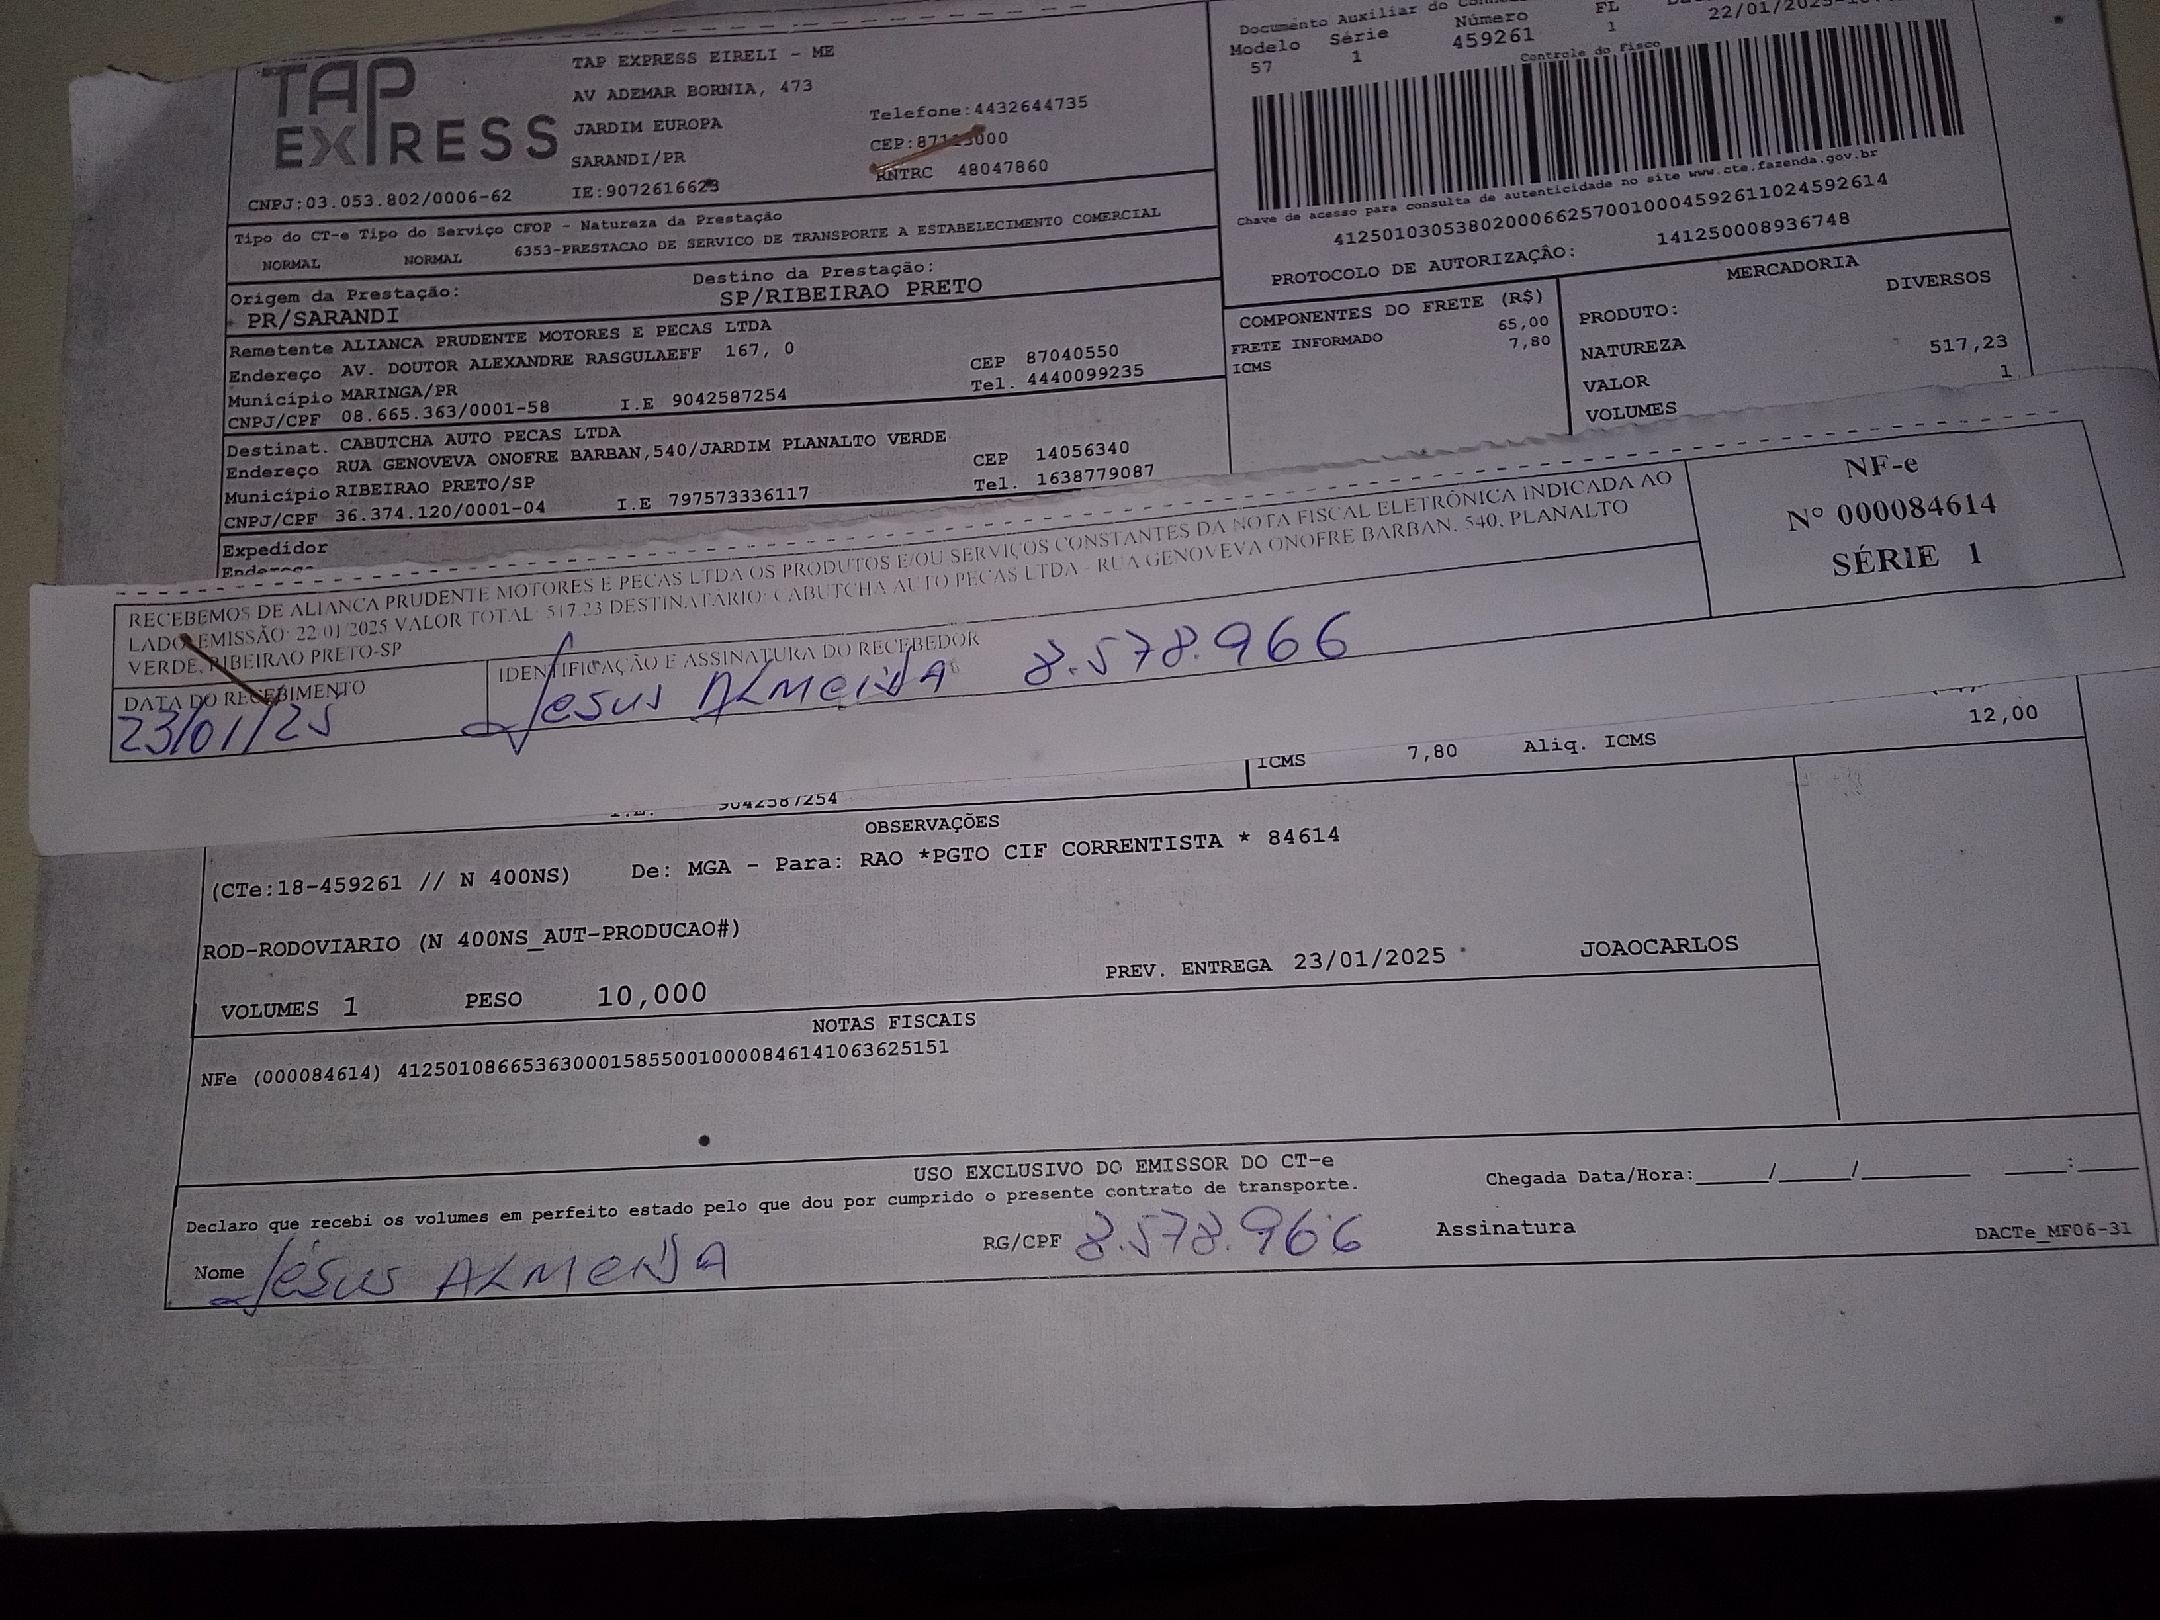 Documento Auxiliar do
Modelo Série Número FL
57 1 459261 1 22/01/2025
Controle do Fisco
TAP EXPRESS
TAP EXPRESS EIRELI - ME
AV ADEMAR BORNIA, 473
JARDIM EUROPA Telefone:4432644735
SARANDI/PR
RNTRC 48047860
CNPJ:03.053.802/0006-62 IE:9072616623
Chave de acesso para consulta de autenticidade no site www.cte.fazenda.gov.br
41250103053802000662570010004592611024592614
PROTOCOLO DE AUTORIZAÇÃO: 141250008936748
Tipo do CT-e Tipo do Serviço CFOP - Natureza da Prestação
NORMAL NORMAL 6353-PRESTACAO DE SERVICO DE TRANSPORTE A ESTABELECIMENTO COMERCIAL
Origem da Prestação: Destino da Prestação:
PR/SARANDI SP/RIBEIRAO PRETO
Remetente ALIANCA PRUDENTE MOTORES E PECAS LTDA
Endereço AV. DOUTOR ALEXANDRE RASGULAEFF 167, 0 CEP 87040550
Município MARINGA/PR Tel. 4440099235
CNPJ/CPF 08.665.363/0001-58 I.E 9042587254
Destinat. CABUTCHA AUTO PECAS LTDA
Endereço RUA GENOVEVA ONOFRE BARBAN,540/JARDIM PLANALTO VERDE CEP 14056340
Município RIBEIRAO PRETO/SP Tel. 1638779087
CNPJ/CPF 36.374.120/0001-04 I.E 797573336117
Expedidor
Endereço
COMPONENTES DO FRETE (R$)
FRETE INFORMADO 65,00
ICMS 7,80
MERCADORIA
PRODUTO: DIVERSOS
NATUREZA
VALOR 517,23
VOLUMES 1
RECEBEMOS DE ALIANCA PRUDENTE MOTORES E PECAS LTDA OS PRODUTOS E/OU SERVIÇOS CONSTANTES DA NOTA FISCAL ELETRÔNICA INDICADA AO
LADO. EMISSÃO: 22/01/2025 VALOR TOTAL: 517,23 DESTINATÁRIO: CABUTCHA AUTO PECAS LTDA - RUA GENOVEVA ONOFRE BARBAN, 540, PLANALTO
VERDE, RIBEIRAO PRETO-SP
NF-e
Nº 000084614
SÉRIE 1
DATA DO RECEBIMENTO IDENTIFICAÇÃO E ASSINATURA DO RECEBEDOR
23/01/25 Jesus ALMEIDA 8.578.966
ICMS 7,80 Aliq. ICMS 12,00
9042587254
OBSERVAÇÕES
(CTe:18-459261 // N 400NS) De: MGA - Para: RAO *PGTO CIF CORRENTISTA * 84614
ROD-RODOVIARIO (N 400NS_AUT-PRODUCAO#)
VOLUMES 1 PESO 10,000 PREV. ENTREGA 23/01/2025 JOAOCARLOS
NOTAS FISCAIS
NFe (000084614) 41250108665363000158550010000846141063625151
USO EXCLUSIVO DO EMISSOR DO CT-e
Declaro que recebi os volumes em perfeito estado pelo que dou por cumprido o presente contrato de transporte. Chegada Data/Hora:____/____/______ ___:___
Nome Jesus ALMEIDA RG/CPF 8.578.966 Assinatura DACTe_MF06-31